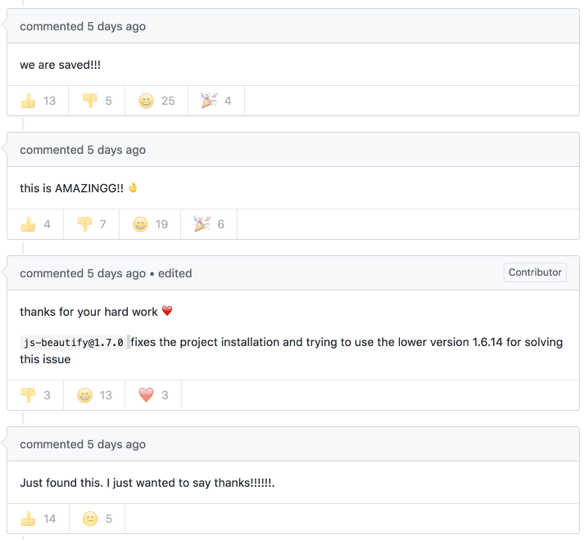 commented 5 days ago
we are saved!!!
👍 13 👎 5 😄 25 🎉 4
commented 5 days ago
this is AMAZINGG!! 👌
👍 4 👎 7 😄 19 🎉 6
commented 5 days ago • edited Contributor
thanks for your hard work ❤️
js-beautify@1.7.0 fixes the project installation and trying to use the lower version 1.6.14 for solving
this issue
👎 3 😄 13 ❤️ 3
commented 5 days ago
Just found this. I just wanted to say thanks!!!!!!.
👍 14 😕 5